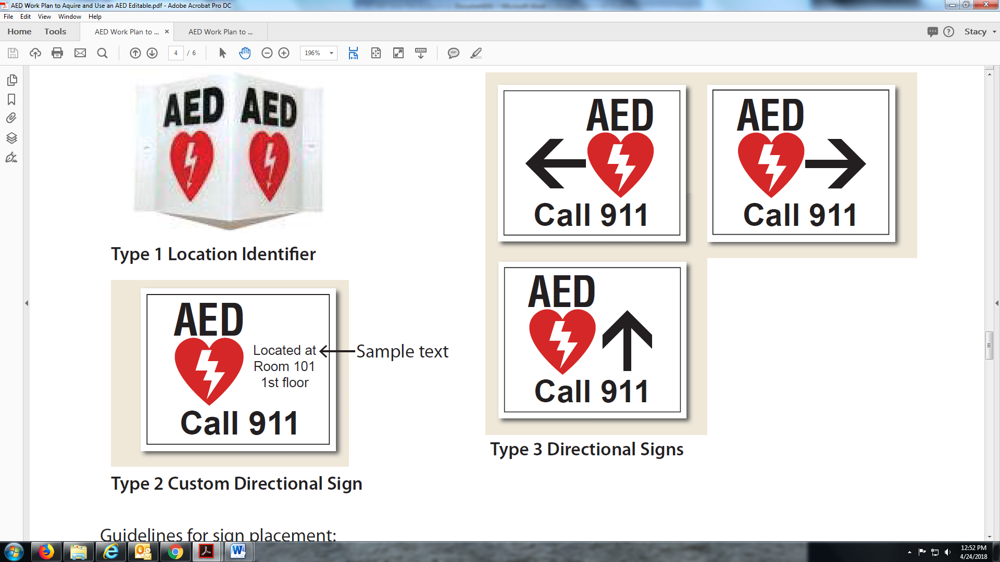 AED Work Plan to Aquire and Use an AED Editable.pdf - Adobe Acrobat Pro DC
File Edit View Window Help
Home Tools AED Work Plan to ... × AED Work Plan to ... Stacy
4 / 6 196%
AED AED
Type 1 Location Identifier
AED
Located at
Room 101
1st floor
Call 911
Sample text
Type 2 Custom Directional Sign
AED
Call 911
AED
Call 911
AED
Call 911
Type 3 Directional Signs
Guidelines for sign placement:
12:52 PM
4/24/2018